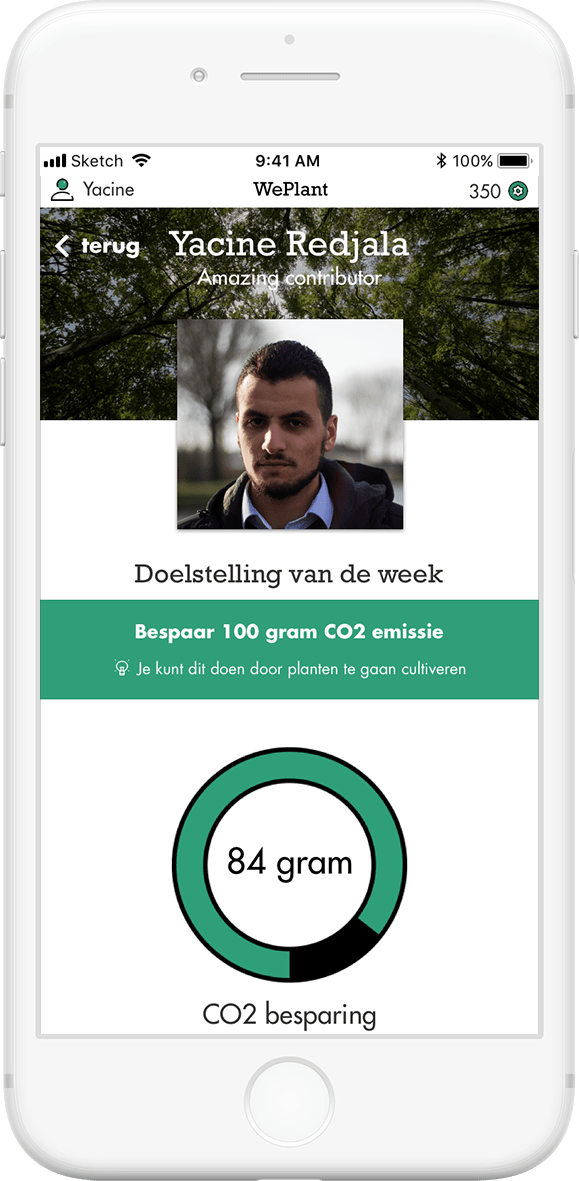 Sketch 9:41 AM 100%
Yacine WePlant 350
terug Yacine Redjala
Amazing contributor
Doelstelling van de week
Bespaar 100 gram CO2 emissie
Je kunt dit doen door planten te gaan cultiveren
84 gram
CO2 besparing